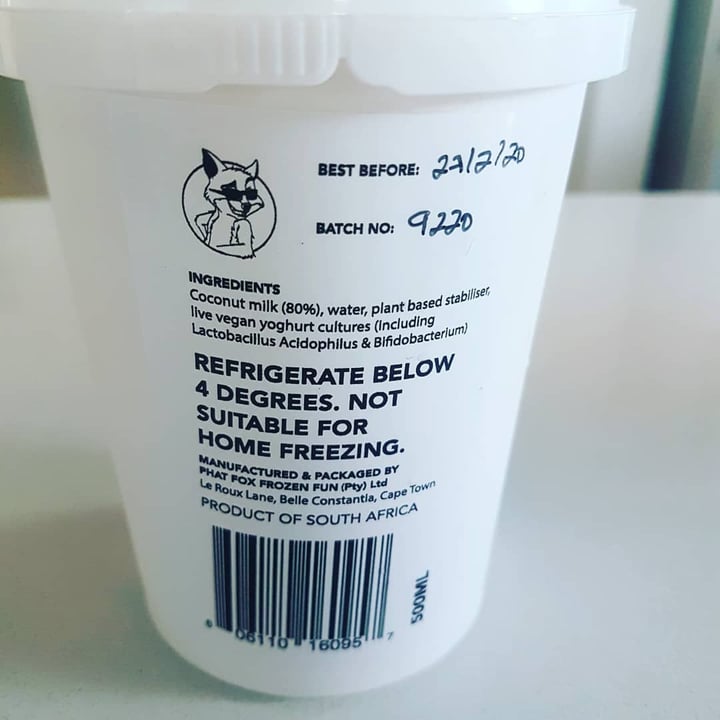 BEST BEFORE: 29/2/20
BATCH NO: 9220
INGREDIENTS
Coconut milk (80%), water, plant based stabiliser,
live vegan yoghurt cultures (including
Lactobacillus Acidophilus & Bifidobacterium)
REFRIGERATE BELOW
4 DEGREES. NOT
SUITABLE FOR
HOME FREEZING.
MANUFACTURED & PACKAGED BY
PHAT FOX FROZEN FUN (Pty) Ltd
Le Roux Lane, Belle Constantia, Cape Town
PRODUCT OF SOUTH AFRICA
500ML
6 06110 16095 7